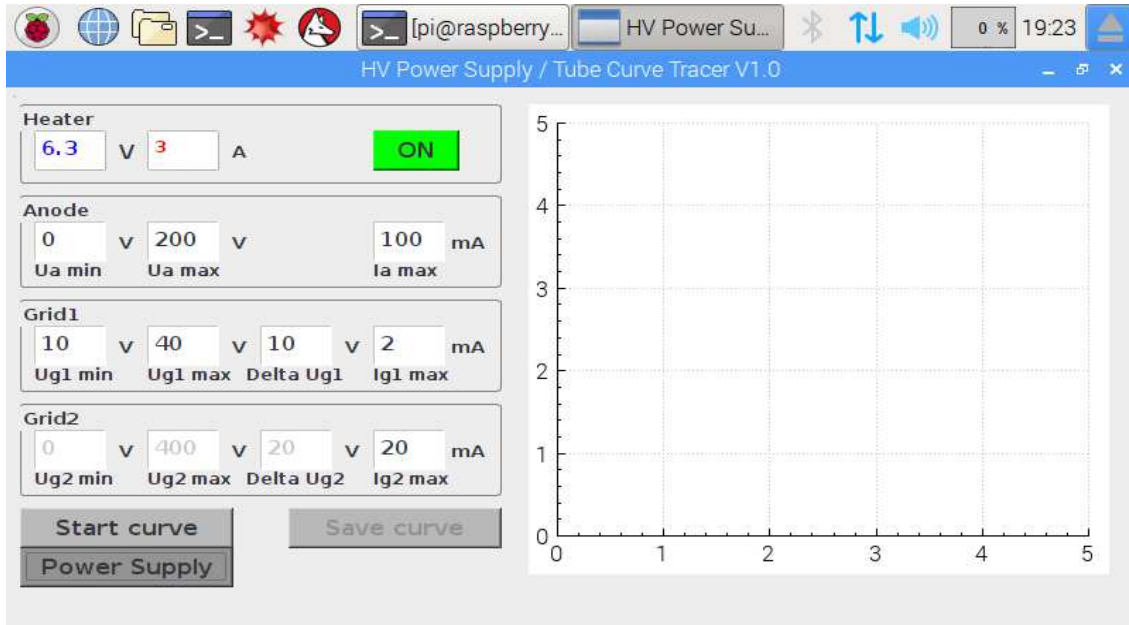 [pi@raspberry... HV Power Su... 0 % 19:23
HV Power Supply / Tube Curve Tracer V1.0
Heater
6.3 V 3 A ON
Anode
0 V 200 V 100 mA
Ua min Ua max Ia max
Grid1
10 V 40 V 10 V 2 mA
Ug1 min Ug1 max Delta Ug1 Ig1 max
Grid2
0 V 400 V 20 V 20 mA
Ug2 min Ug2 max Delta Ug2 Ig2 max
Start curve Save curve
Power Supply
5
4
3
2
1
0
0 1 2 3 4 5